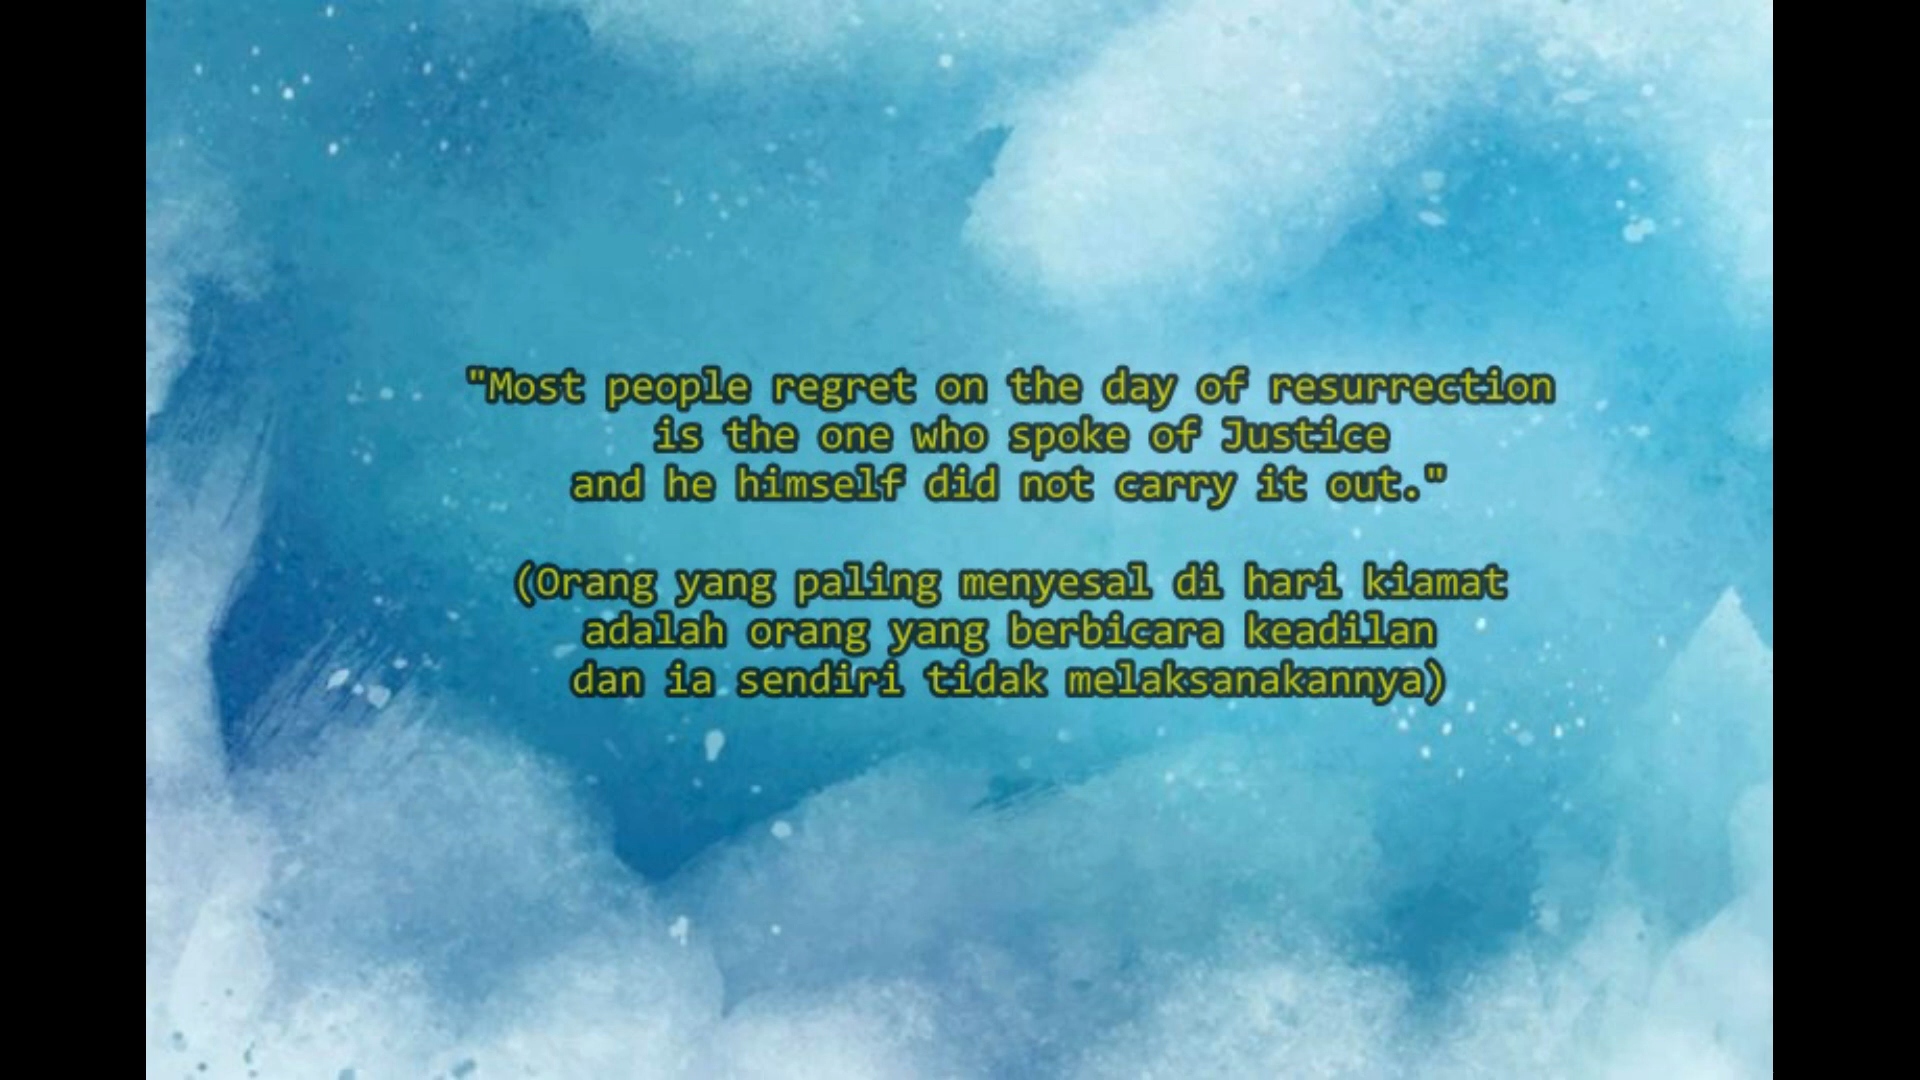 "Most people regret on the day of resurrection
is the one who spoke of Justice
and he himself did not carry it out."
(Orang yang paling menyesal di hari kiamat
adalah orang yang berbicara keadilan
dan ia sendiri tidak melaksanakannya)